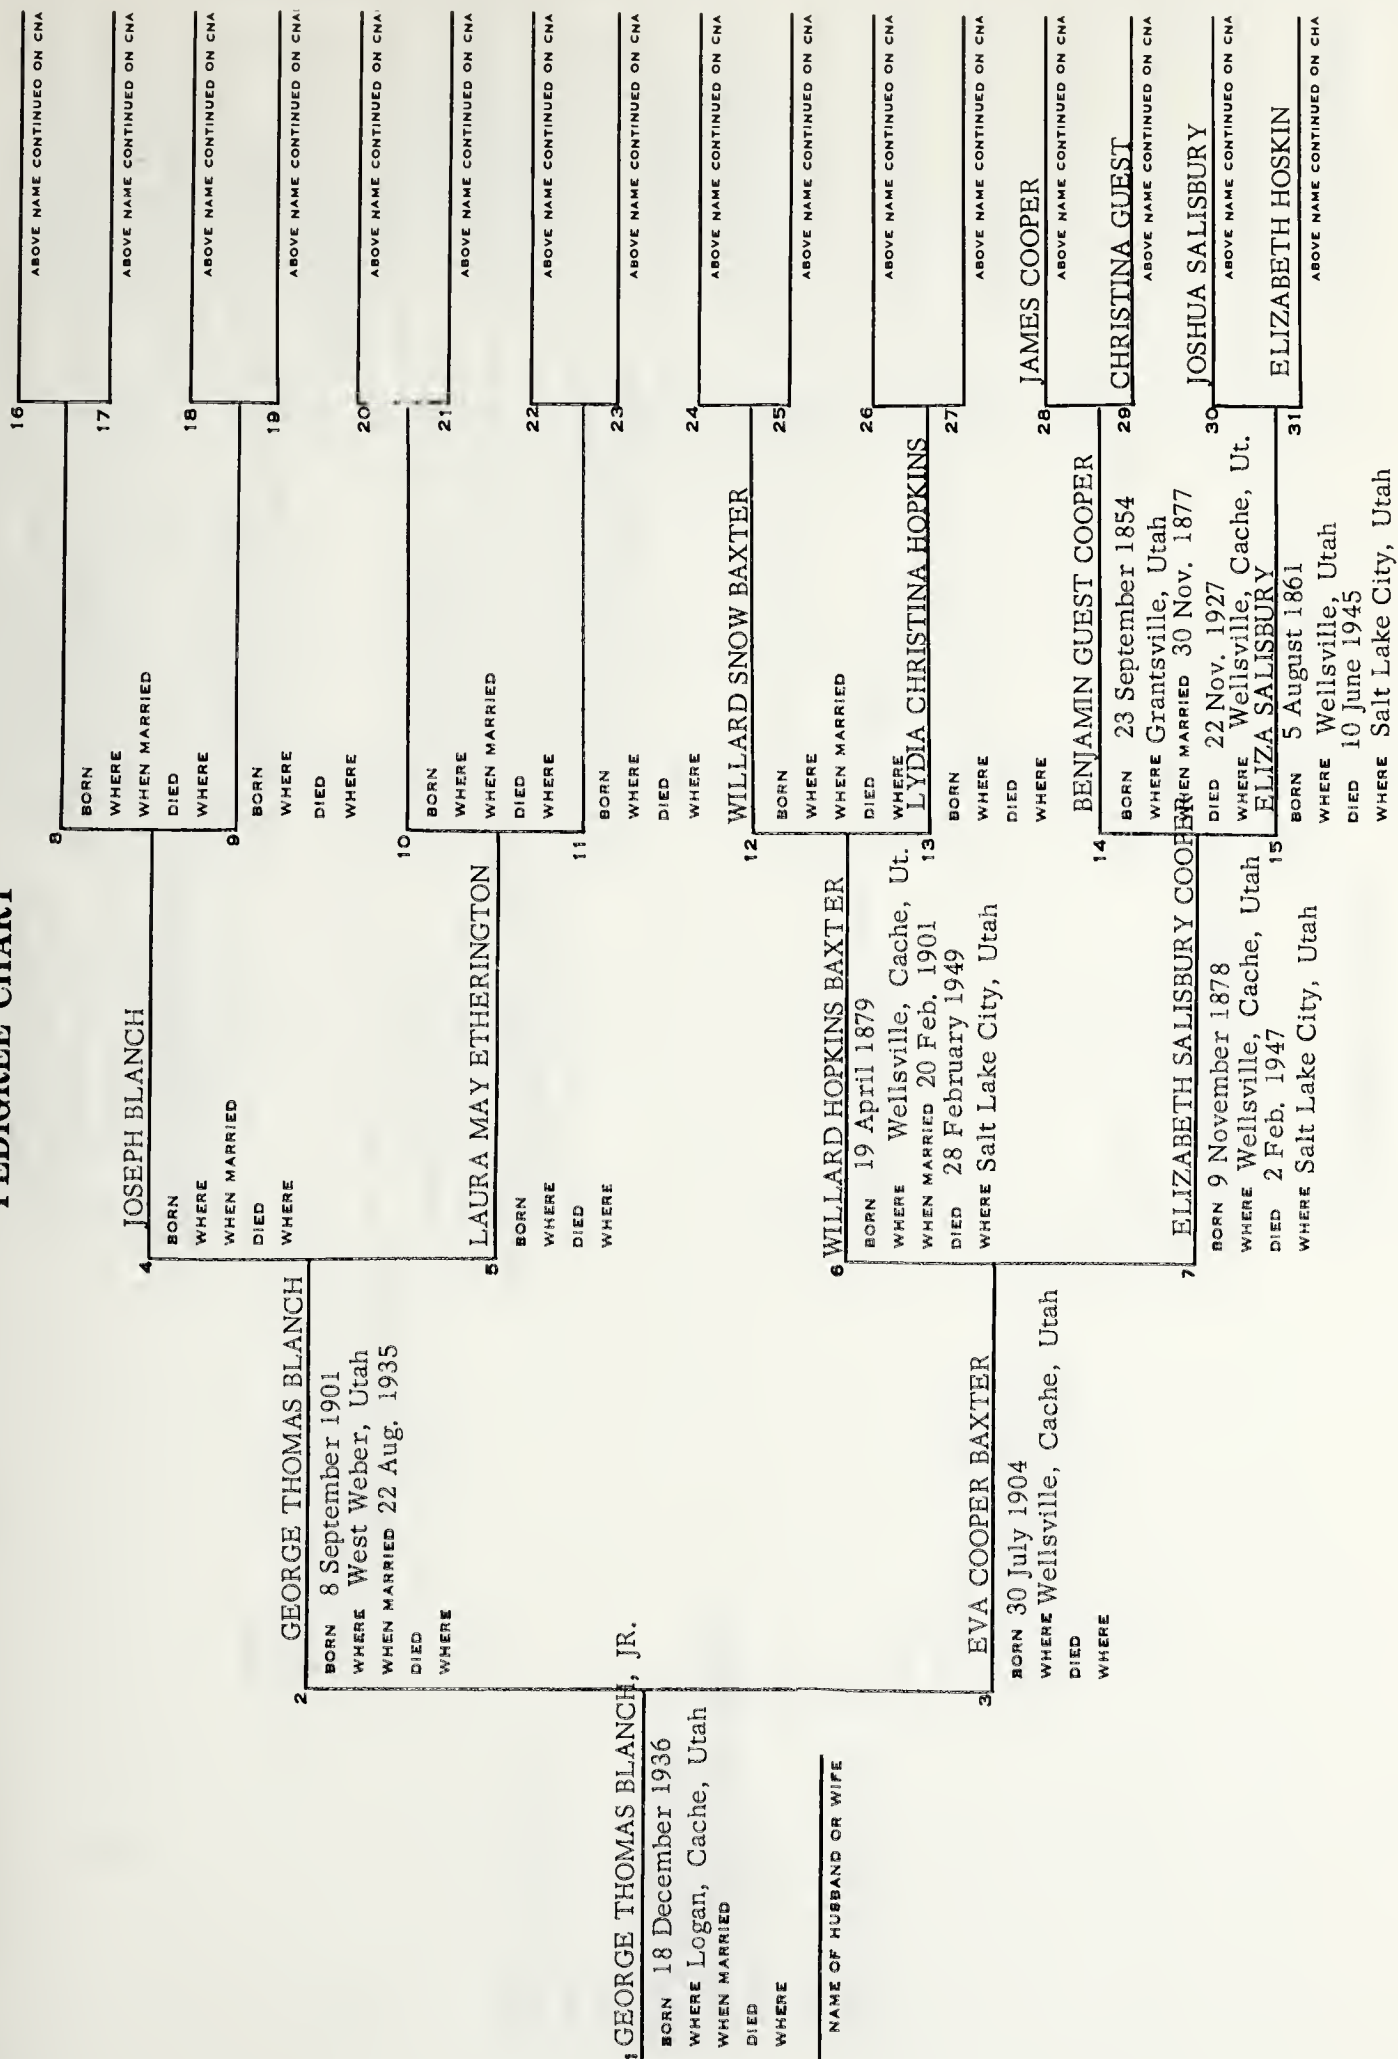 PEDIGREE CHART
1 GEORGE THOMAS BLANCH, JR.
BORN 18 December 1936
WHERE Logan, Cache, Utah
WHEN MARRIED
DIED
WHERE
NAME OF HUSBAND OR WIFE
2 GEORGE THOMAS BLANCH
BORN 8 September 1901
WHERE West Weber, Utah
WHEN MARRIED 22 Aug. 1935
DIED
WHERE
3 EVA COOPER BAXTER
BORN 30 July 1904
WHERE Wellsville, Cache, Utah
DIED
WHERE
4 JOSEPH BLANCH
BORN
WHERE
WHEN MARRIED
DIED
WHERE
5 LAURA MAY ETHERINGTON
BORN
WHERE
DIED
WHERE
6 WILLARD HOPKINS BAXTER
BORN 19 April 1879
WHERE Wellsville, Cache, Ut.
WHEN MARRIED 20 Feb. 1901
DIED 28 February 1949
WHERE Salt Lake City, Utah
7 ELIZABETH SALISBURY COOPER
BORN 9 November 1878
WHERE Wellsville, Cache, Utah
DIED 2 Feb. 1947
WHERE Salt Lake City, Utah
8
BORN
WHERE
WHEN MARRIED
DIED
WHERE
9
BORN
WHERE
DIED
WHERE
10
BORN
WHERE
WHEN MARRIED
DIED
WHERE
11
BORN
WHERE
DIED
WHERE
12 WILLARD SNOW BAXTER
BORN
WHERE
WHEN MARRIED
DIED
WHERE
13 LYDIA CHRISTINA HOPKINS
BORN
WHERE
DIED
WHERE
14 BENJAMIN GUEST COOPER
BORN 23 September 1854
WHERE Grantsville, Utah
WHEN MARRIED 30 Nov. 1877
DIED 22 Nov. 1927
WHERE Wellsville, Cache, Ut.
15 ELIZA SALISBURY
BORN 5 August 1861
WHERE Wellsville, Utah
DIED 10 June 1945
WHERE Salt Lake City, Utah
16
ABOVE NAME CONTINUED ON CHA
17
ABOVE NAME CONTINUED ON CHA
18
ABOVE NAME CONTINUED ON CHA
19
ABOVE NAME CONTINUED ON CHA
20
ABOVE NAME CONTINUED ON CHA
21
ABOVE NAME CONTINUED ON CHA
22
ABOVE NAME CONTINUED ON CHA
23
ABOVE NAME CONTINUED ON CHA
24
ABOVE NAME CONTINUED ON CHA
25
ABOVE NAME CONTINUED ON CHA
26
ABOVE NAME CONTINUED ON CHA
27
ABOVE NAME CONTINUED ON CHA
28 JAMES COOPER
ABOVE NAME CONTINUED ON CHA
29 CHRISTINA GUEST
ABOVE NAME CONTINUED ON CHA
30 JOSHUA SALISBURY
ABOVE NAME CONTINUED ON CHA
31 ELIZABETH HOSKIN
ABOVE NAME CONTINUED ON CHA